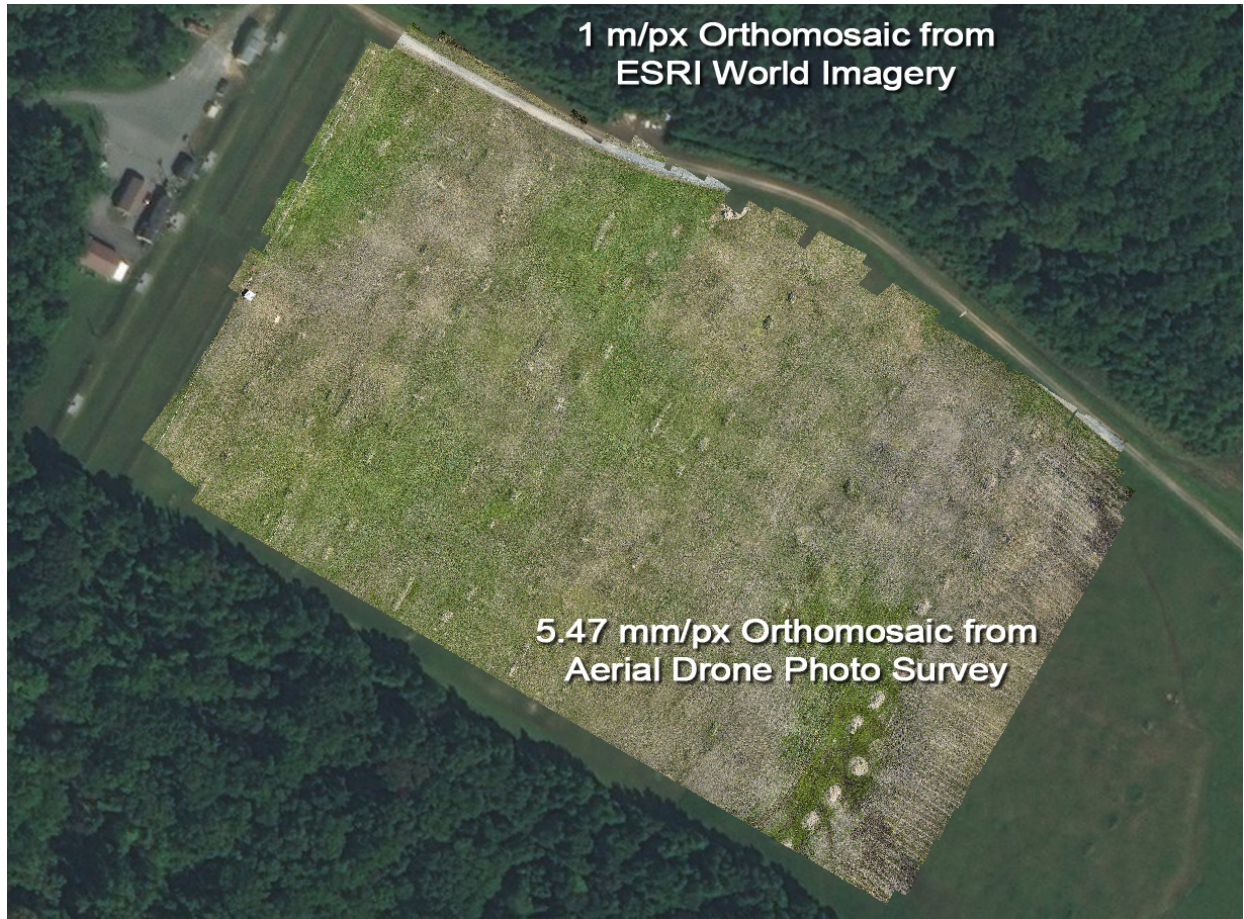 1 m/px Orthomosaic from
ESRI World Imagery
5.47 mm/px Orthomosaic from
Aerial Drone Photo Survey